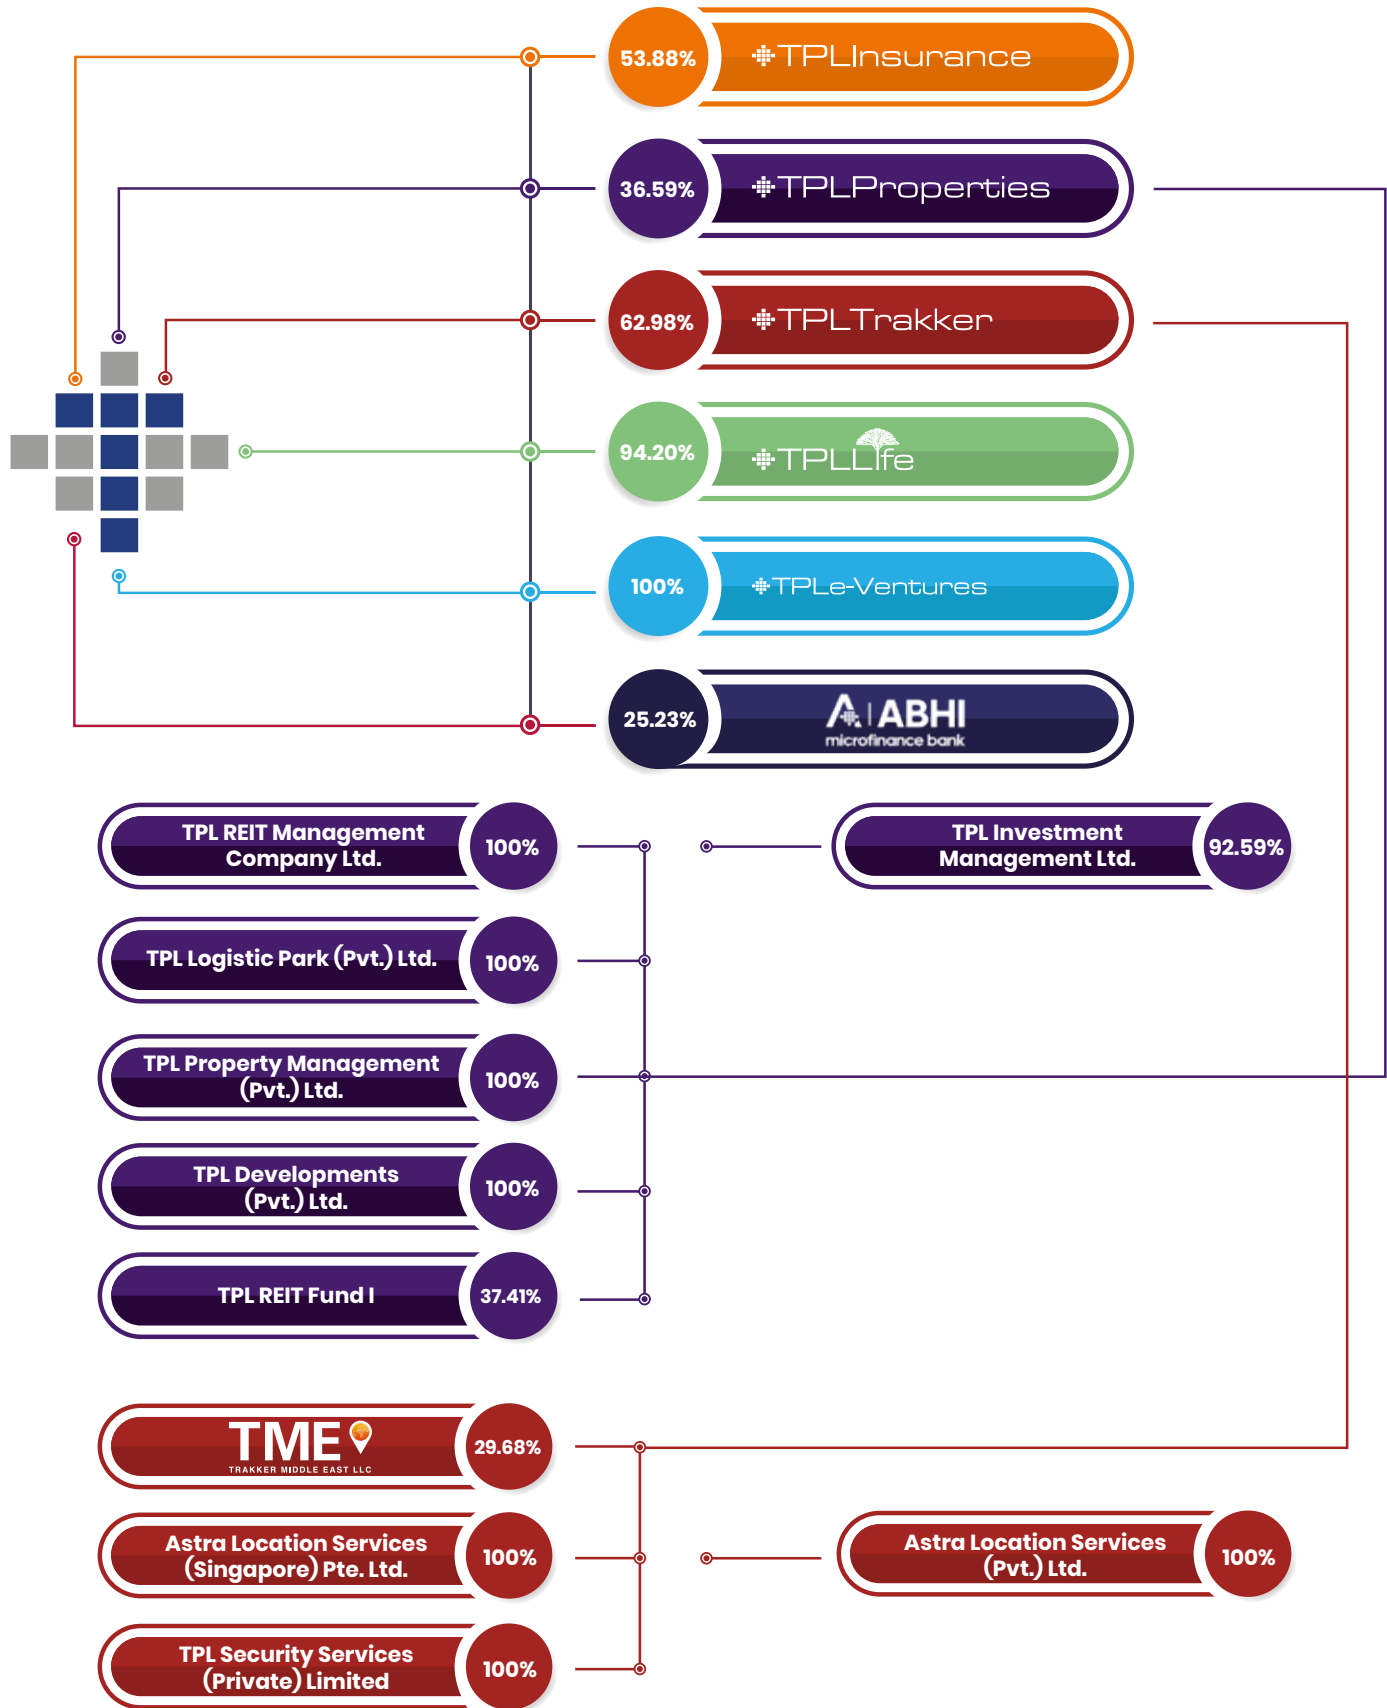 53.88%
TPLInsurance
36.59%
TPLProperties
62.98%
TPLTrakker
94.20%
TPLLife
100%
TPLe-Ventures
25.23%
ABHI
microfinance bank
TPL REIT Management
Company Ltd.
100%
TPL Investment
Management Ltd.
92.59%
TPL Logistic Park (Pvt.) Ltd.
100%
TPL Property Management
(Pvt.) Ltd.
100%
TPL Developments
(Pvt.) Ltd.
100%
TPL REIT Fund I
37.41%
TME
TRAKKER MIDDLE EAST LLC
29.68%
Astra Location Services
(Singapore) Pte. Ltd.
100%
Astra Location Services
(Pvt.) Ltd.
100%
TPL Security Services
(Private) Limited
100%